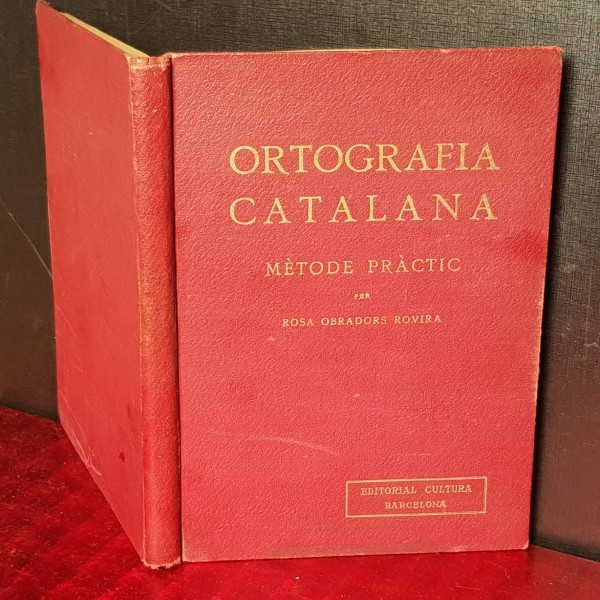 ORTOGRAFIA
CATALANA
MÈTODE PRÀCTIC
PER
ROSA OBRADORS ROVIRA
EDITORIAL CULTURA
BARCELONA